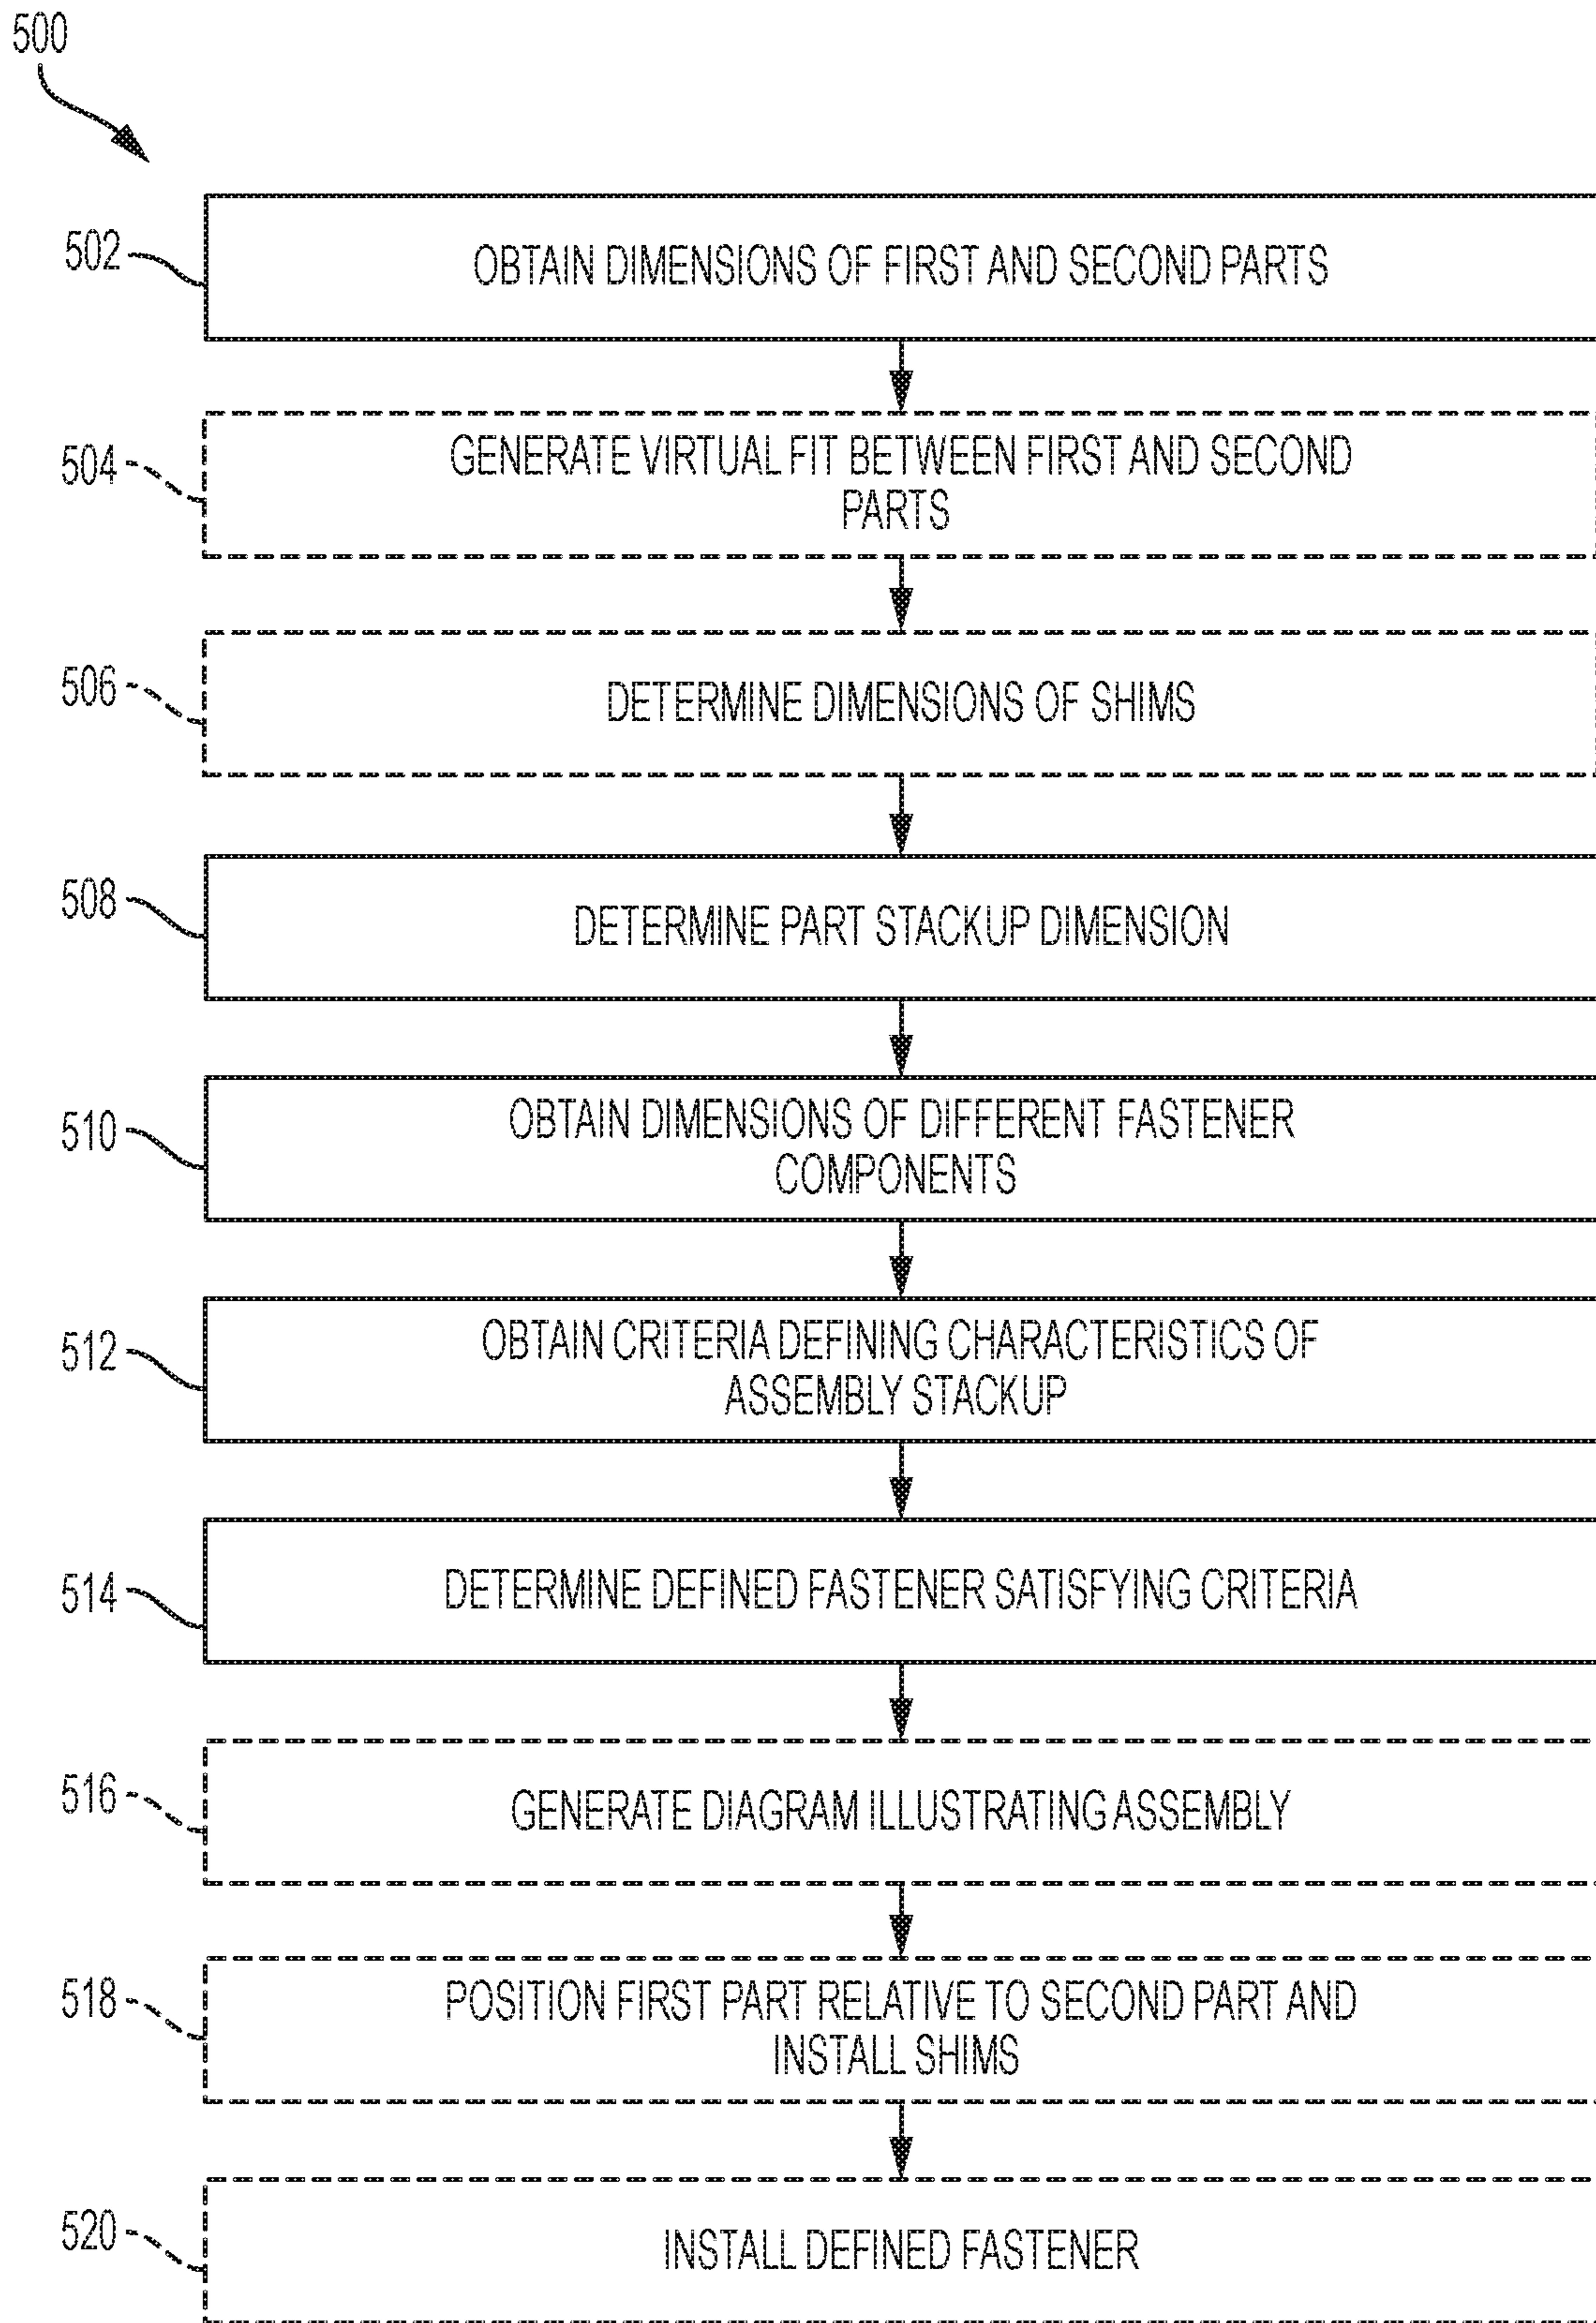 500
502
OBTAIN DIMENSIONS OF FIRST AND SECOND PARTS
504
GENERATE VIRTUAL FIT BETWEEN FIRST AND SECOND
PARTS
506
DETERMINE DIMENSIONS OF SHIMS
508
DETERMINE PART STACKUP DIMENSION
510
OBTAIN DIMENSIONS OF DIFFERENT FASTENER
COMPONENTS
512
OBTAIN CRITERIA DEFINING CHARACTERISTICS OF
ASSEMBLY STACKUP
514
DETERMINE DEFINED FASTENER SATISFYING CRITERIA
516
GENERATE DIAGRAM ILLUSTRATING ASSEMBLY
518
POSITION FIRST PART RELATIVE TO SECOND PART AND
INSTALL SHIMS
520
INSTALL DEFINED FASTENER